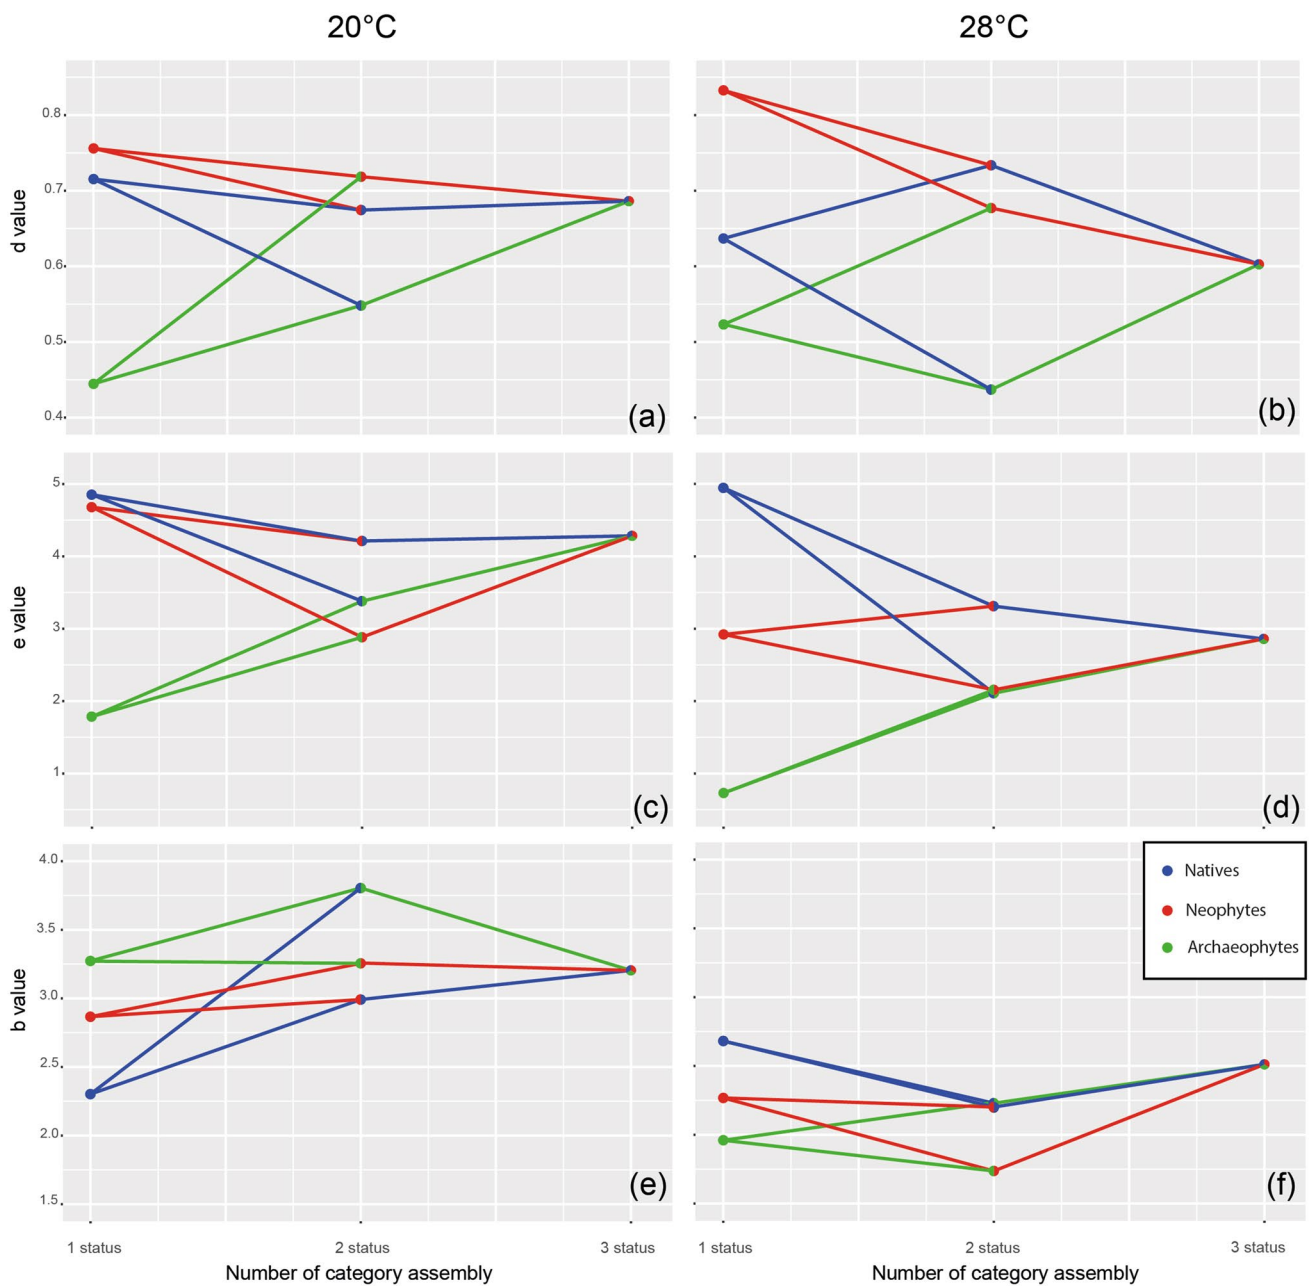 20°C
28°C
d value
0.8
0.7
0.6
0.5
0.4
(a)
(b)
e value
5
4
3
2
1
(c)
(d)
b value
4.0
3.5
3.0
2.5
2.0
1.5
(e)
Natives
Neophytes
Archaeophytes
(f)
1 status
2 status
3 status
1 status
2 status
3 status
Number of category assembly
Number of category assembly